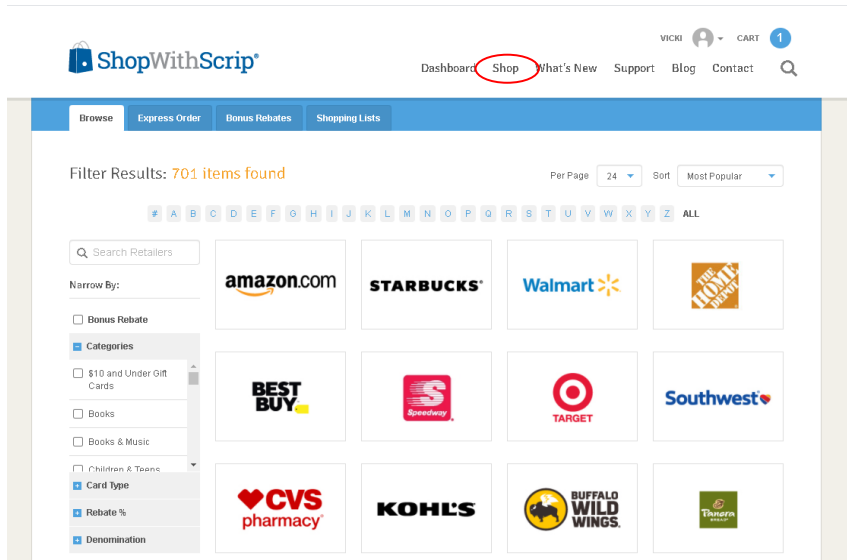 VICKI CART 1
ShopWithScrip®
Dashboard Shop What's New Support Blog Contact
Browse Express Order Bonus Rebates Shopping Lists
Filter Results: 701 items found
Per Page 24 Sort Most Popular
# A B C D E F G H I J K L M N O P Q R S T U V W X Y Z ALL
Search Retailers
Narrow By:
Bonus Rebate
Categories
$10 and Under Gift
Cards
Books
Books & Music
Children & Teens
Card Type
Rebate %
Denomination
amazon.com STARBUCKS® Walmart THE HOME DEPOT
BEST
BUY
Speedway
TARGET
Southwest
CVS
pharmacy
KOHL'S
BUFFALO
WILD
WINGS
Panera
BREAD